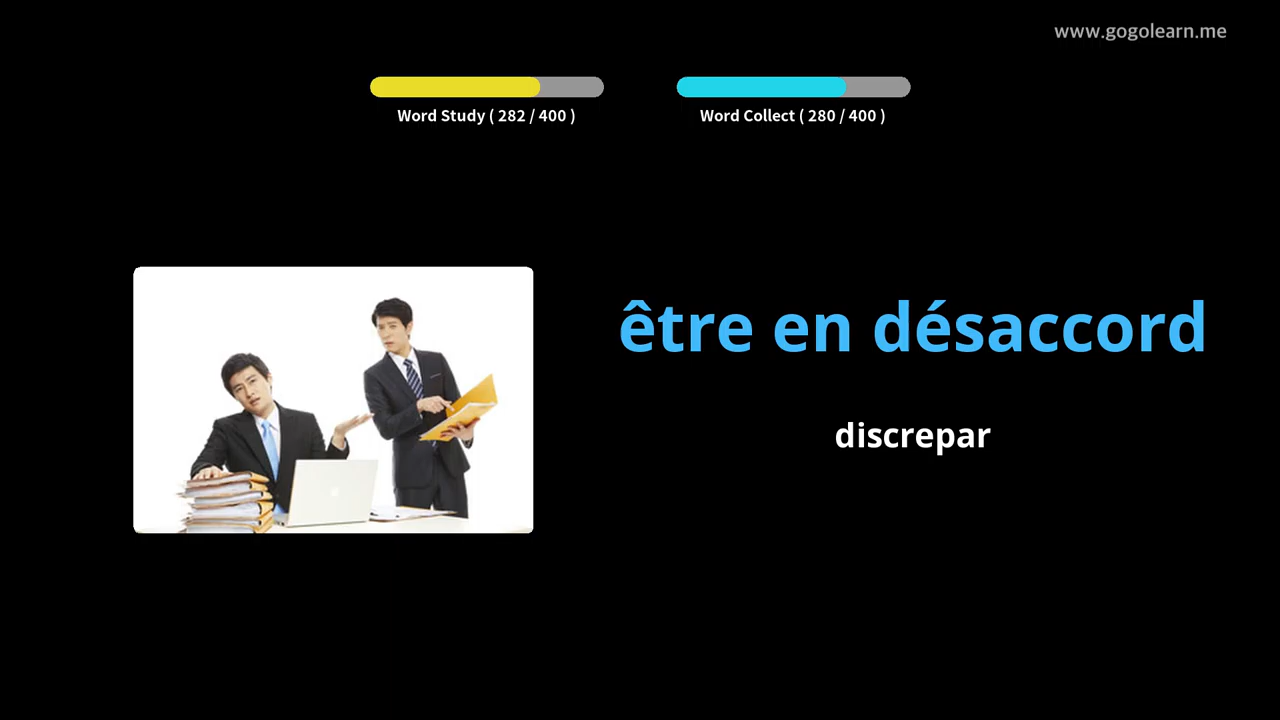 www.gogolearn.me
Word Study ( 282 / 400 )
Word Collect ( 280 / 400 )
être en désaccord
discrepar